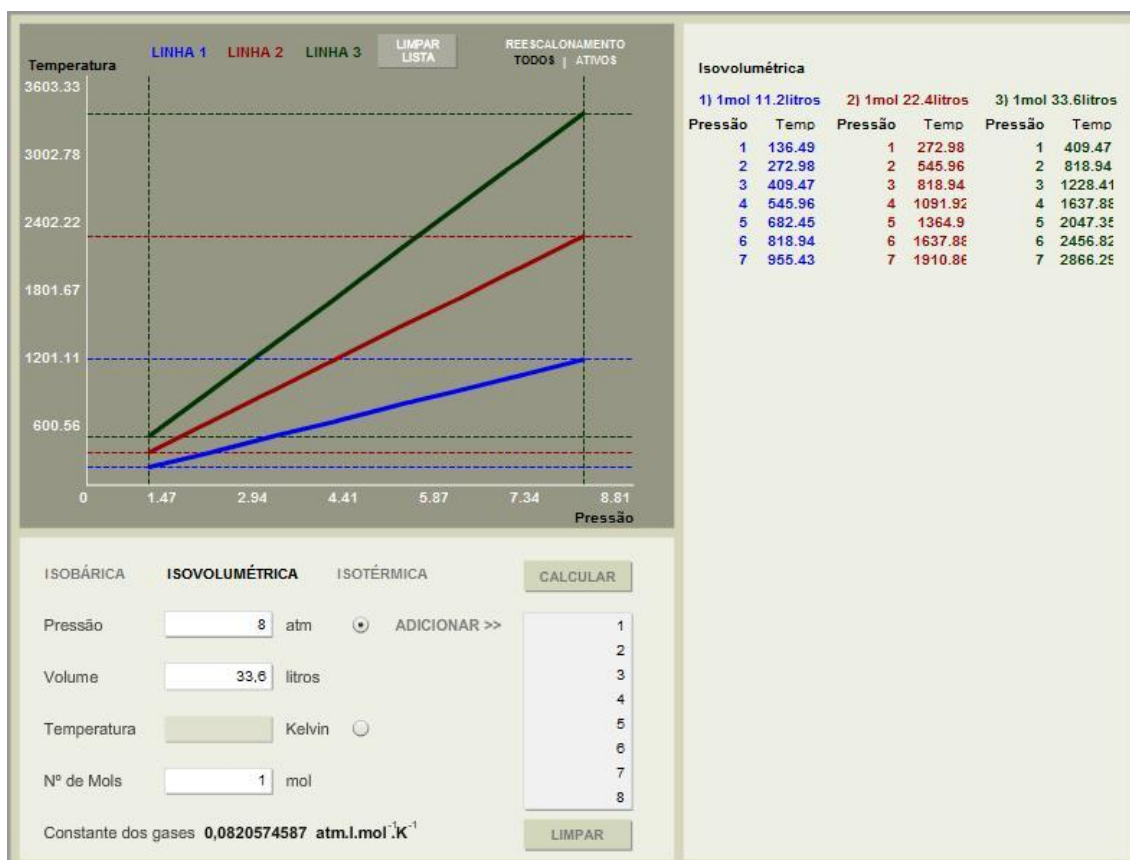 LINHA 1 LINHA 2 LINHA 3
LIMPAR
LISTA
REESCALONAMENTO
TODOS | ATIVOS
Temperatura
3603.33
3002.78
2402.22
1801.67
1201.11
600.56
0 1.47 2.94 4.41 5.87 7.34 8.81
Pressão
Isovolumétrica
1) 1mol 11.2litros 2) 1mol 22.4litros 3) 1mol 33.6litros
Pressão Temp Pressão Temp Pressão Temp
1 136.49 1 272.98 1 409.47
2 272.98 2 545.96 2 818.94
3 409.47 3 818.94 3 1228.41
4 545.96 4 1091.92 4 1637.88
5 682.45 5 1364.9 5 2047.35
6 818.94 6 1637.88 6 2456.82
7 955.43 7 1910.86 7 2866.29
ISOBÁRICA ISOVOLUMÉTRICA ISOTÉRMICA CALCULAR
Pressão 8 atm ADICIONAR >>
Volume 33,6 litros
Temperatura Kelvin
Nº de Mols 1 mol
1
2
3
4
5
6
7
8
Constante dos gases 0,0820574587 atm.l.mol⁻¹.K⁻¹ LIMPAR